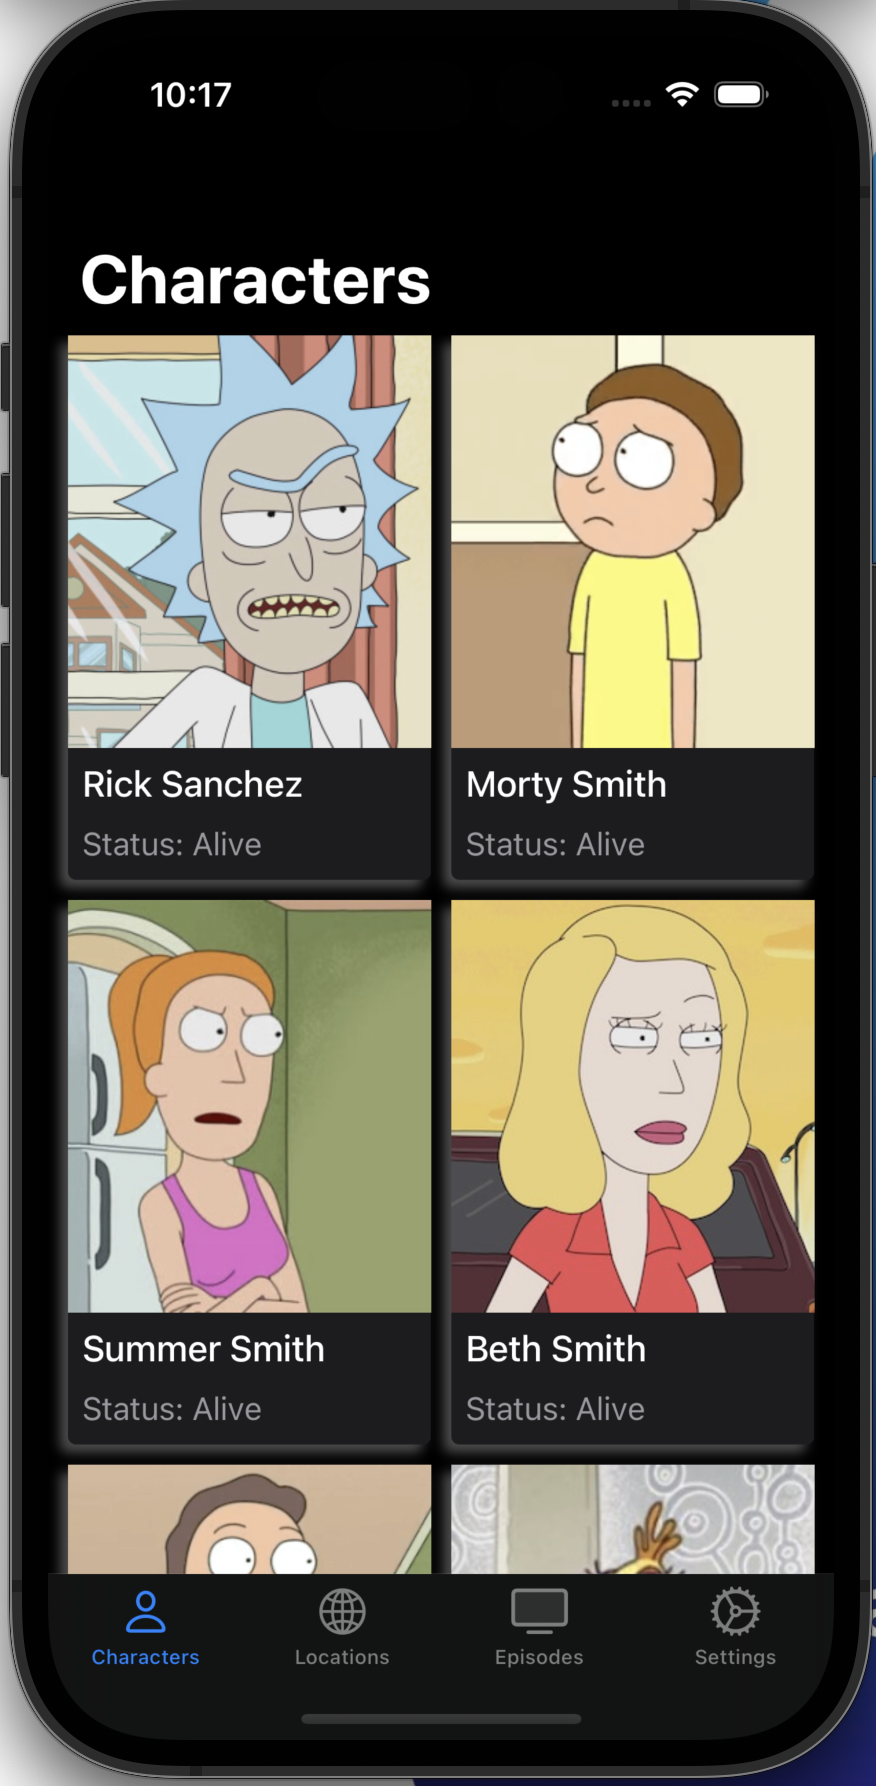 10:17
Characters
Rick Sanchez
Status: Alive
Morty Smith
Status: Alive
Summer Smith
Status: Alive
Beth Smith
Status: Alive
Characters
Locations
Episodes
Settings